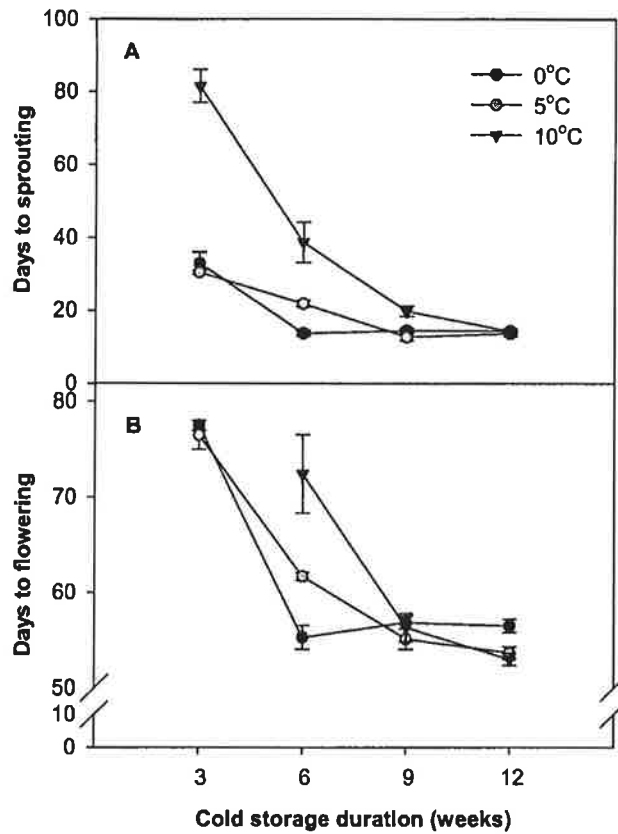 A
0°C
5°C
10°C
Days to sprouting
100
80
60
40
20
0
B
Days to flowering
80
70
60
50
10
0
3 6 9 12
Cold storage duration (weeks)